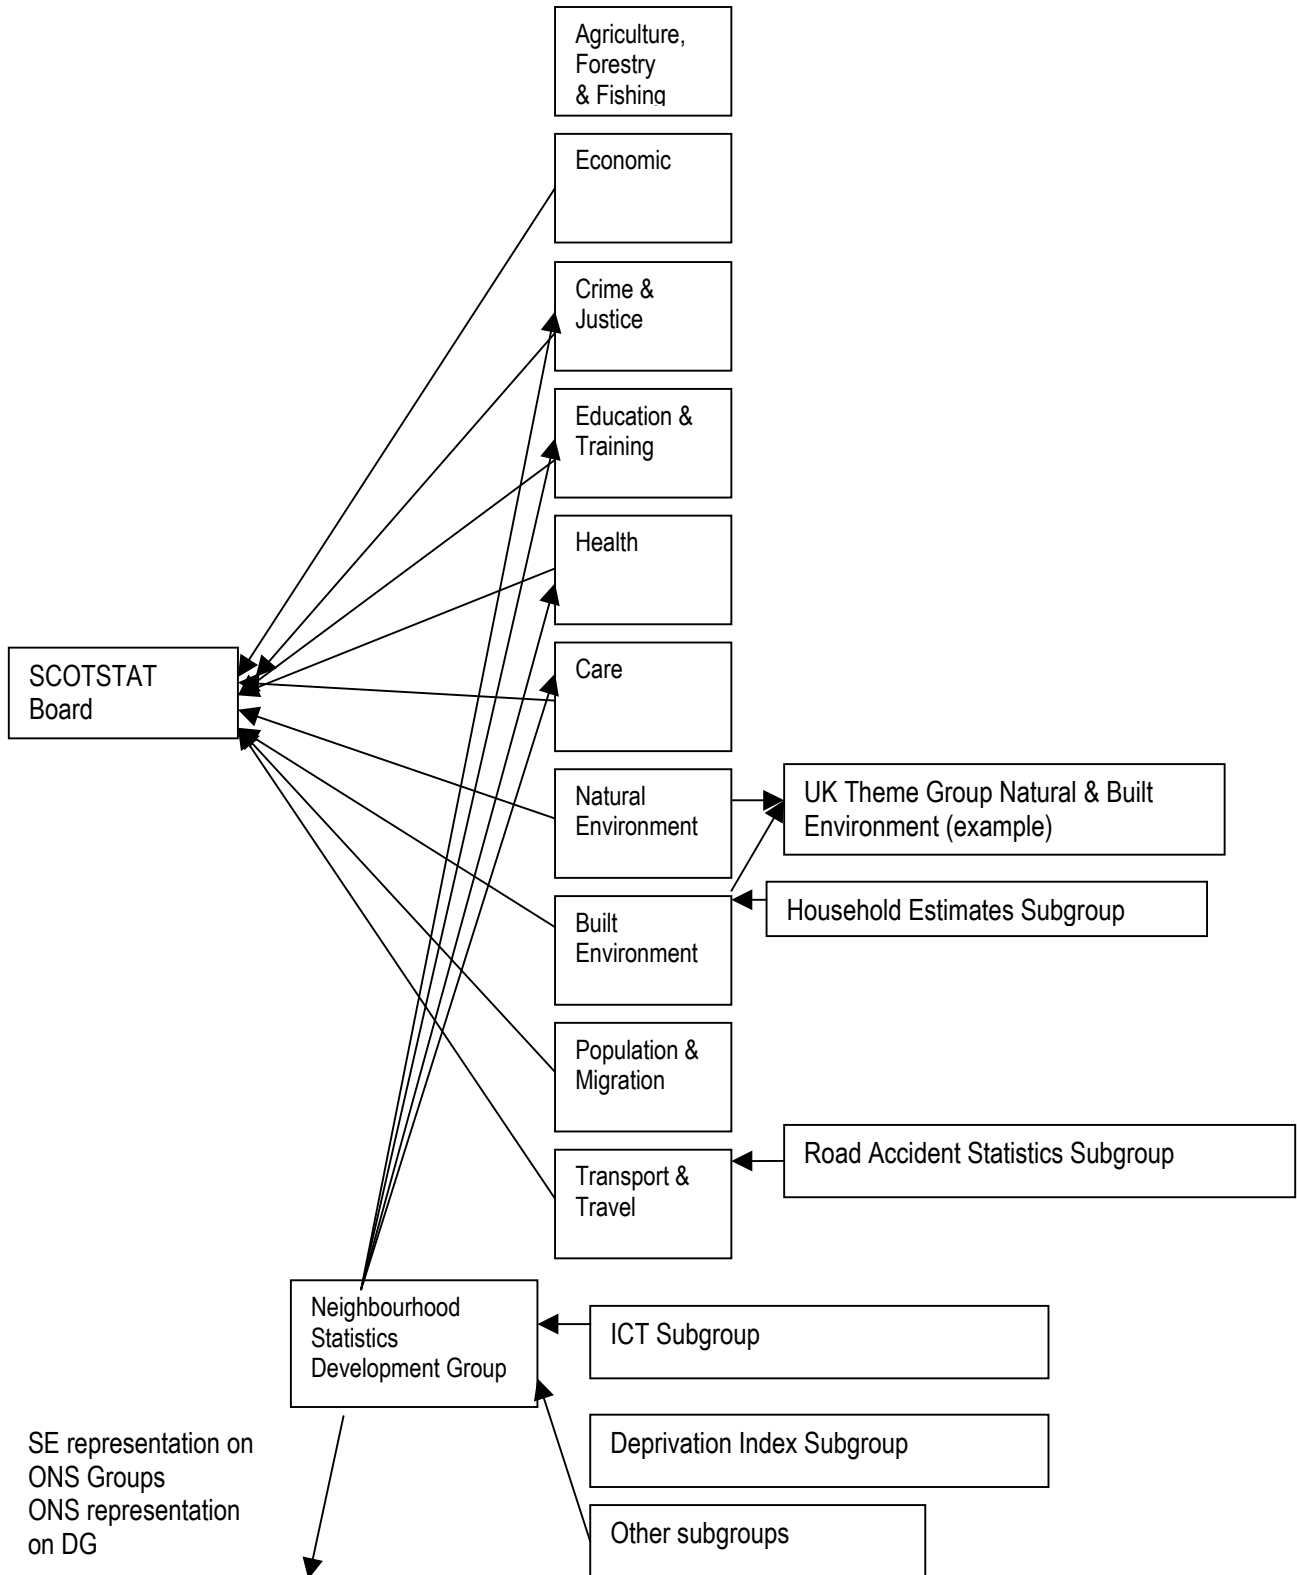 Agriculture,
Forestry
& Fishing
Economic
Crime &
Justice
Education &
Training
Health
SCOTSTAT
Board
Care
Natural
Environment
UK Theme Group Natural & Built
Environment (example)
Household Estimates Subgroup
Built
Environment
Population &
Migration
Road Accident Statistics Subgroup
Transport &
Travel
Neighbourhood
Statistics
Development Group
ICT Subgroup
Deprivation Index Subgroup
SE representation on
ONS Groups
ONS representation
on DG
Other subgroups